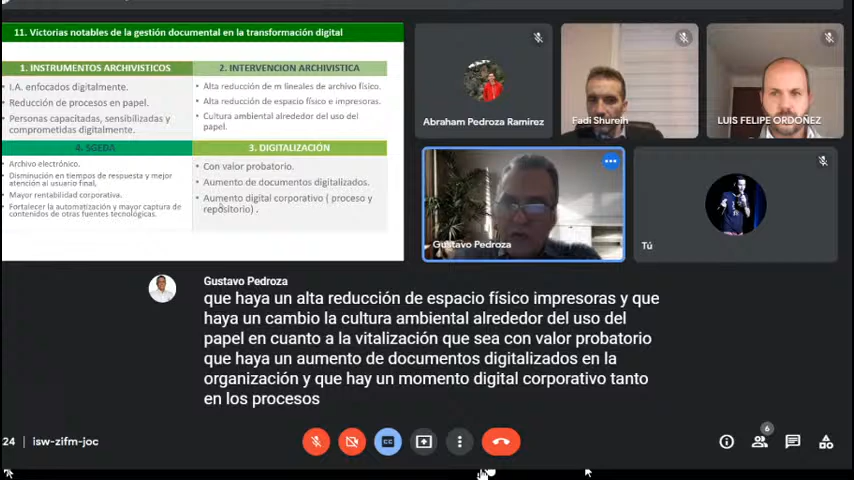 11. Victorias notables de la gestión documental en la transformación digital
1. INSTRUMENTOS ARCHIVISTICOS
• I.A. enfocados digitalmente.
• Reducción de procesos en papel.
• Personas capacitadas, sensibilizadas y
comprometidas digitalmente.
2. INTERVENCION ARCHIVISTICA
• Alta reducción de m lineales de archivo físico.
• Alta reducción de espacio físico e impresoras.
• Cultura ambiental alrededor del uso del
papel.
4. SGEDA
• Archivo electrónico.
• Disminución en tiempos de respuesta y mejor
atención al usuario final,
• Mayor rentabilidad corporativa.
• Fortalecer la automatización y mayor captura de
contenidos de otras fuentes tecnológicas.
3. DIGITALIZACIÓN
• Con valor probatorio.
• Aumento de documentos digitalizados.
• Aumento digital corporativo ( proceso y
repositorio) .
Abraham Pedroza Ramirez
Fadi Shureih
LUIS FELIPE ORDOÑEZ
Gustavo Pedroza
Tú
Gustavo Pedroza
que haya un alta reducción de espacio físico impresoras y que
haya un cambio la cultura ambiental alrededor del uso del
papel en cuanto a la vitalización que sea con valor probatorio
que haya un aumento de documentos digitalizados en la
organización y que hay un momento digital corporativo tanto
en los procesos
24 | isw-zifm-joc
CC
6